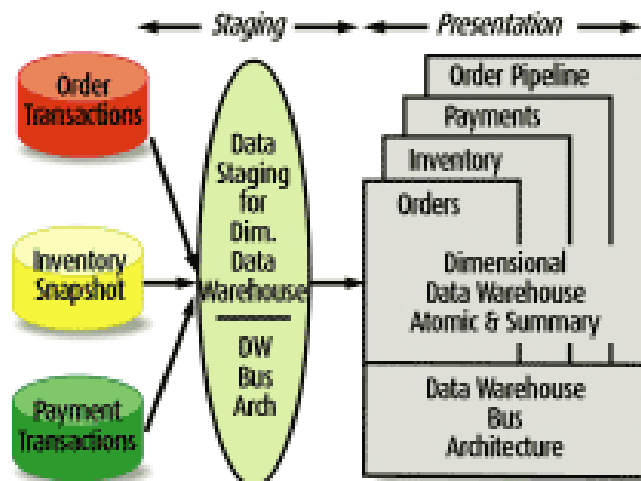 Staging
Presentation
Order
Transactions
Inventory
Snapshot
Payment
Transactions
Data
Staging
for
Dim.
Data
Warehouse
DW
Bus
Arch
Order Pipeline
Payments
Inventory
Orders
Dimensional
Data Warehouse
Atomic & Summary
Data Warehouse
Bus
Architecture